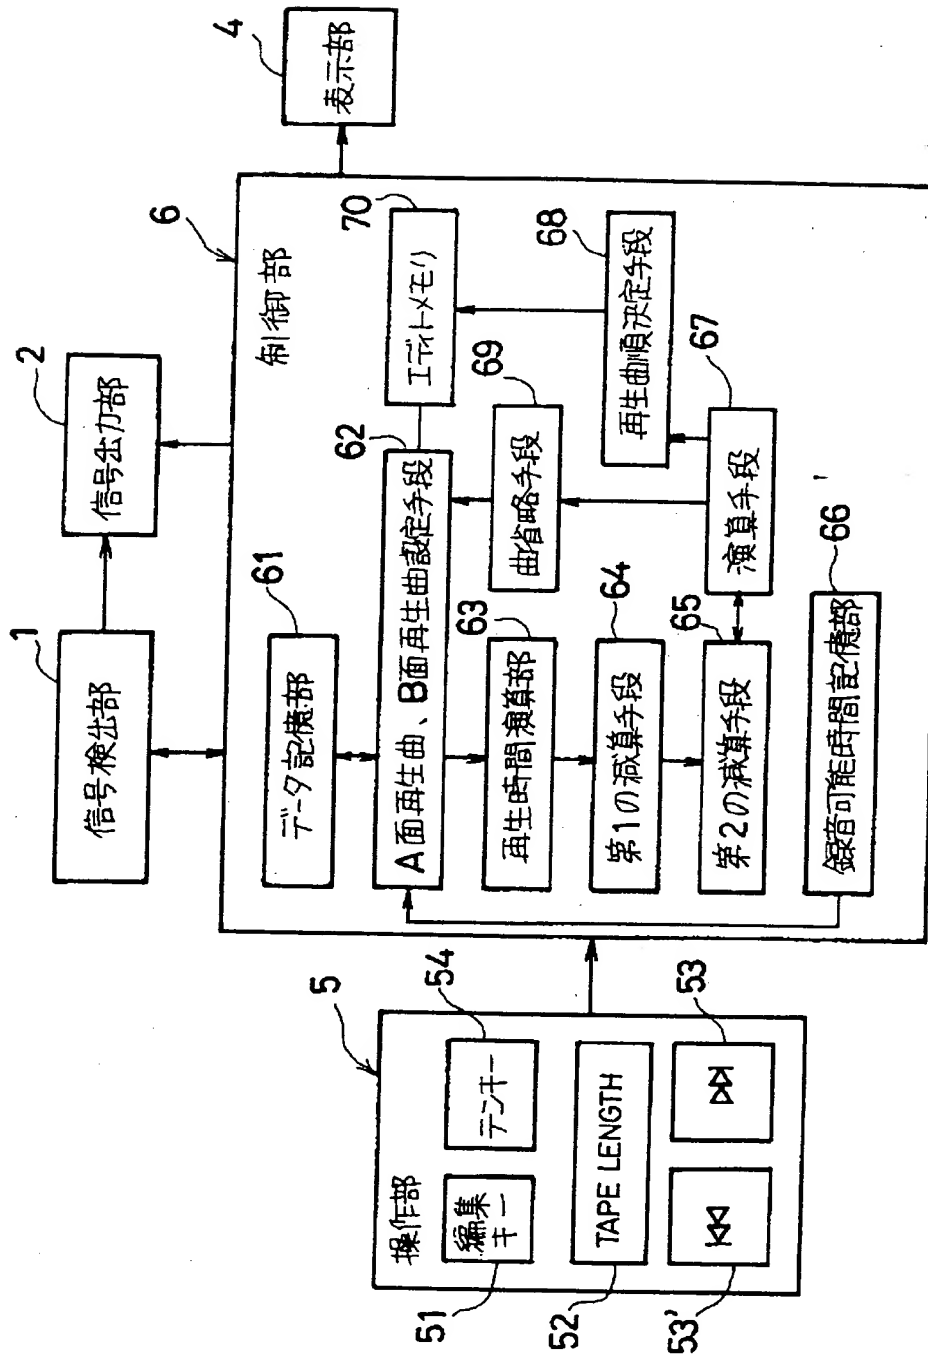 1
信号検出部
2
信号出力部
4
表示部
6
制御部
61
データ記憶部
62
A面再生曲、B面再生曲設定手段
70
エディトメモリ
63
再生時間演算部
69
曲省略手段
64
第1の減算手段
68
再生曲順決定手段
65
第2の減算手段
67
演算手段
66
録音可能時間記憶部
5
操作部
51
編集
キー
54
テンキー
52
TAPE LENGTH
53'
53